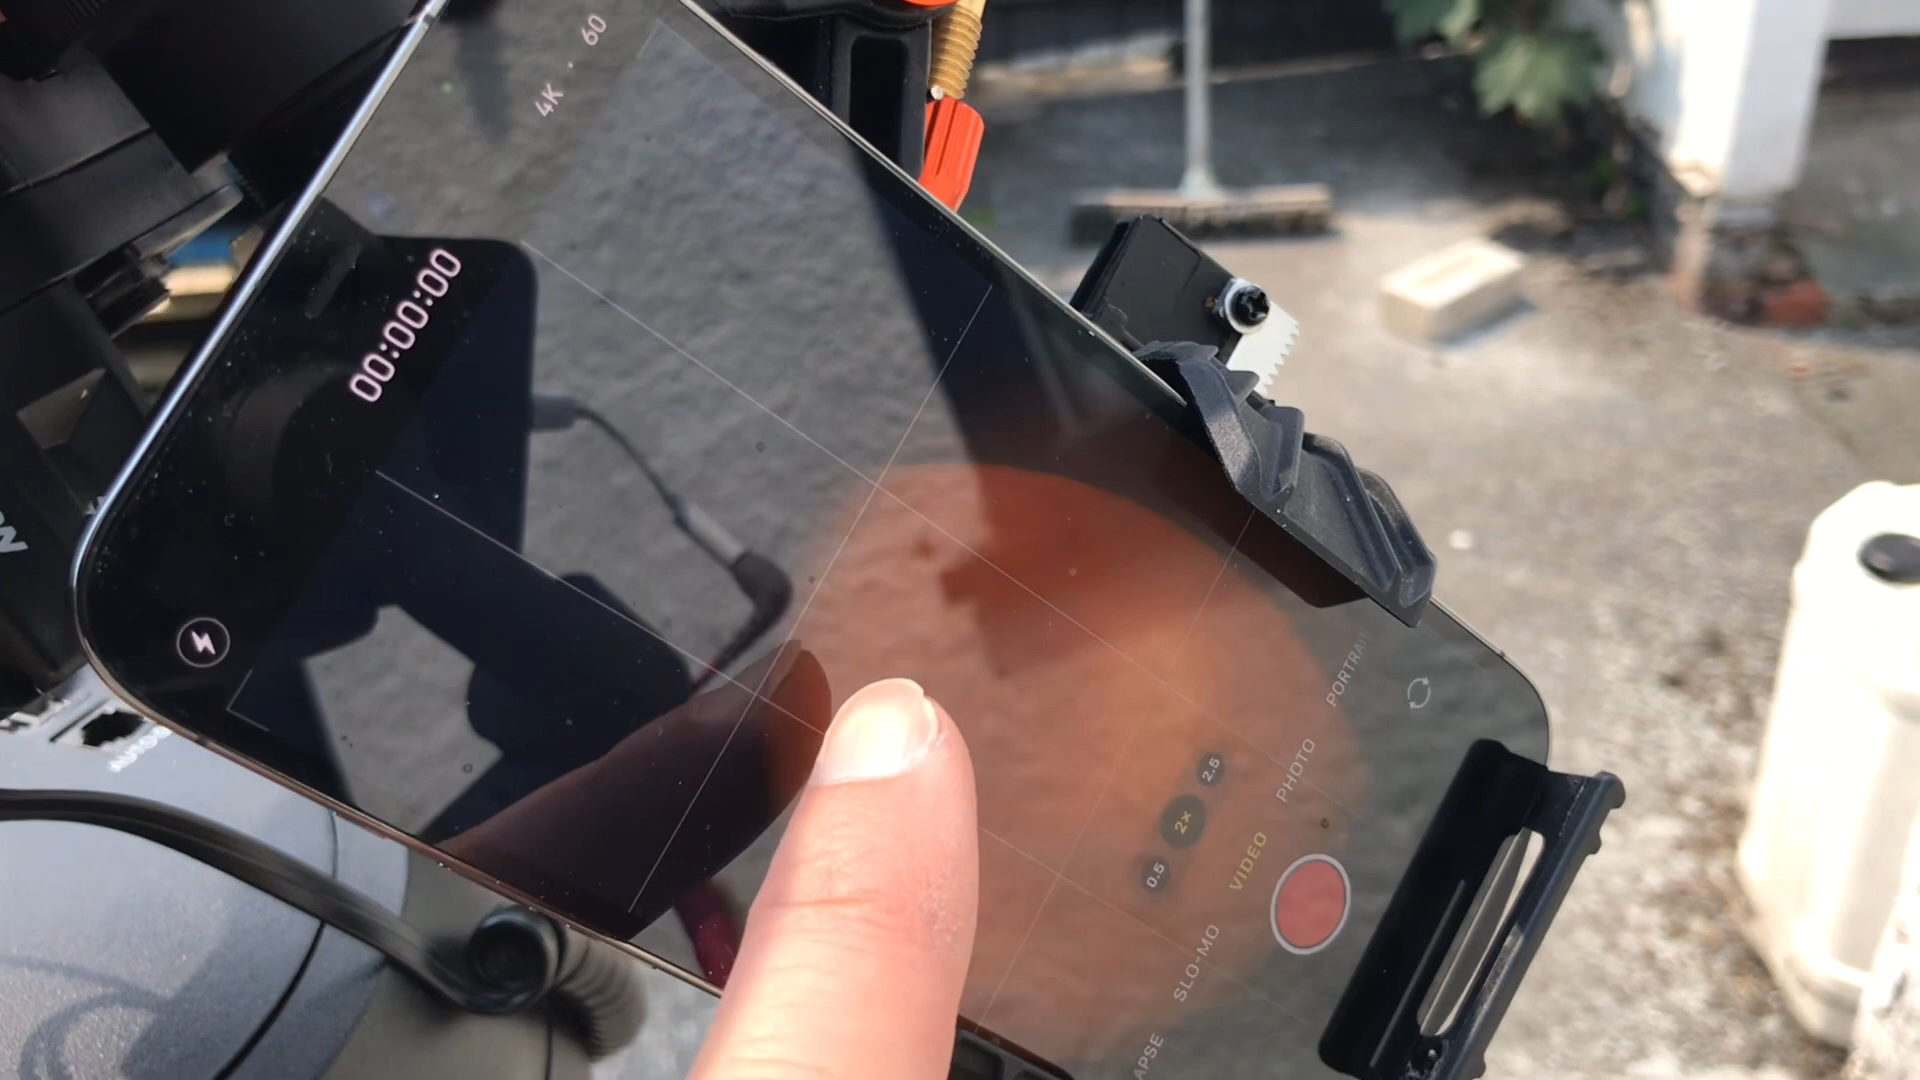 4K · 60
00:00:00
PORTRAIT
PHOTO
VIDEO
SLO-MO
APSE
0.5
2x
2.5